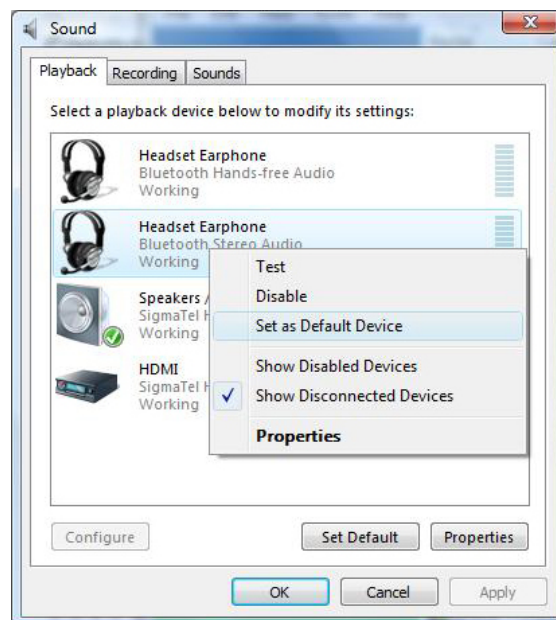 Sound
Playback
Recording
Sounds
Select a playback device below to modify its settings:
Headset Earphone
Bluetooth Hands-free Audio
Working
Headset Earphone
Bluetooth Stereo Audio
Working
Speakers /
SigmaTel H
Working
HDMI
SigmaTel H
Working
Test
Disable
Set as Default Device
Show Disabled Devices
Show Disconnected Devices
Properties
Configure
Set Default
Properties
OK
Cancel
Apply